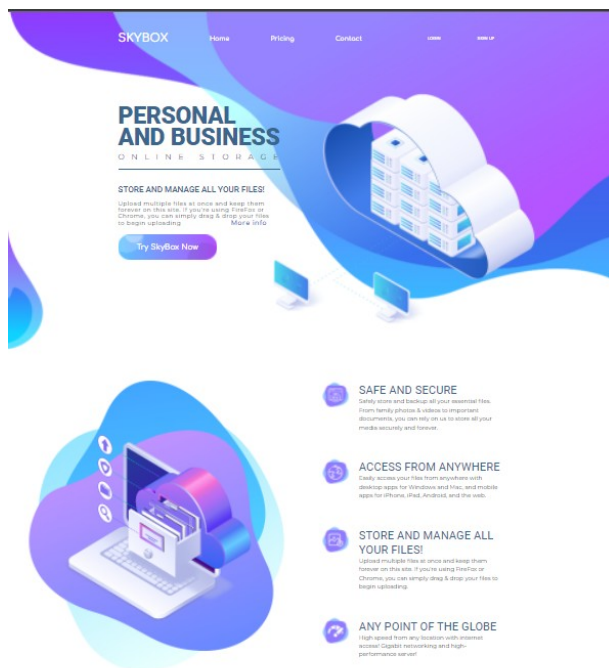 SKYBOX
Home
Pricing
Contact
LOGIN
SIGN UP
PERSONAL
AND BUSINESS
ONLINE STORAGE
STORE AND MANAGE ALL YOUR FILES!
Upload multiple files at once and keep them
forever on this site. If you're using FireFox or
Chrome, you can simply drag & drop your files
to begin uploading
More info
Try SkyBox Now
SAFE AND SECURE
Safely store and backup all your essential files.
From family photos & videos to important
documents, you can rely on us to store all your
media securely and forever.
ACCESS FROM ANYWHERE
Easily access your files from anywhere with
desktop apps for Windows and Mac, and mobile
apps for iPhone, iPad, Android, and the web.
STORE AND MANAGE ALL
YOUR FILES!
Upload multiple files at once and keep them
forever on this site. If you're using FireFox or
Chrome, you can simply drag & drop your files to
begin uploading.
ANY POINT OF THE GLOBE
High speed from any location with internet
access! Gigabit networking and high-
performance server!